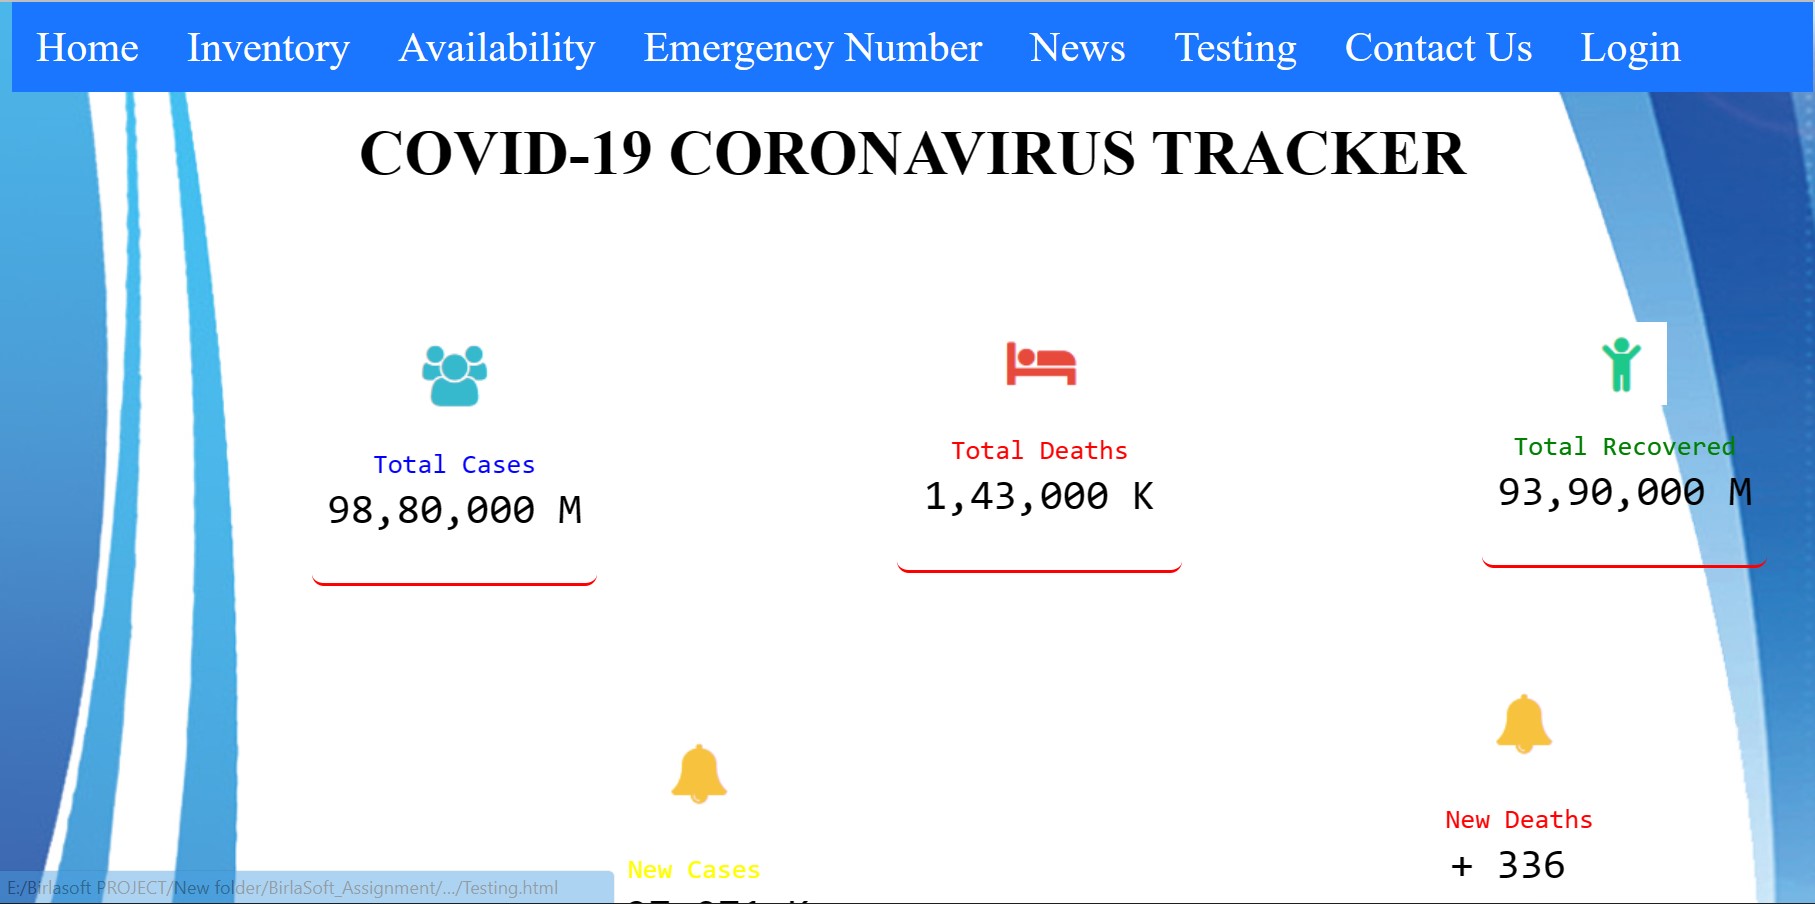 Home Inventory Availability Emergency Number News Testing Contact Us Login
COVID-19 CORONAVIRUS TRACKER
Total Cases
98,80,000 M
Total Deaths
1,43,000 K
Total Recovered
93,90,000 M
New Cases
New Deaths
+ 336
E:/Birlasoft PROJECT/New folder/BirlaSoft_Assignment/.../Testing.html